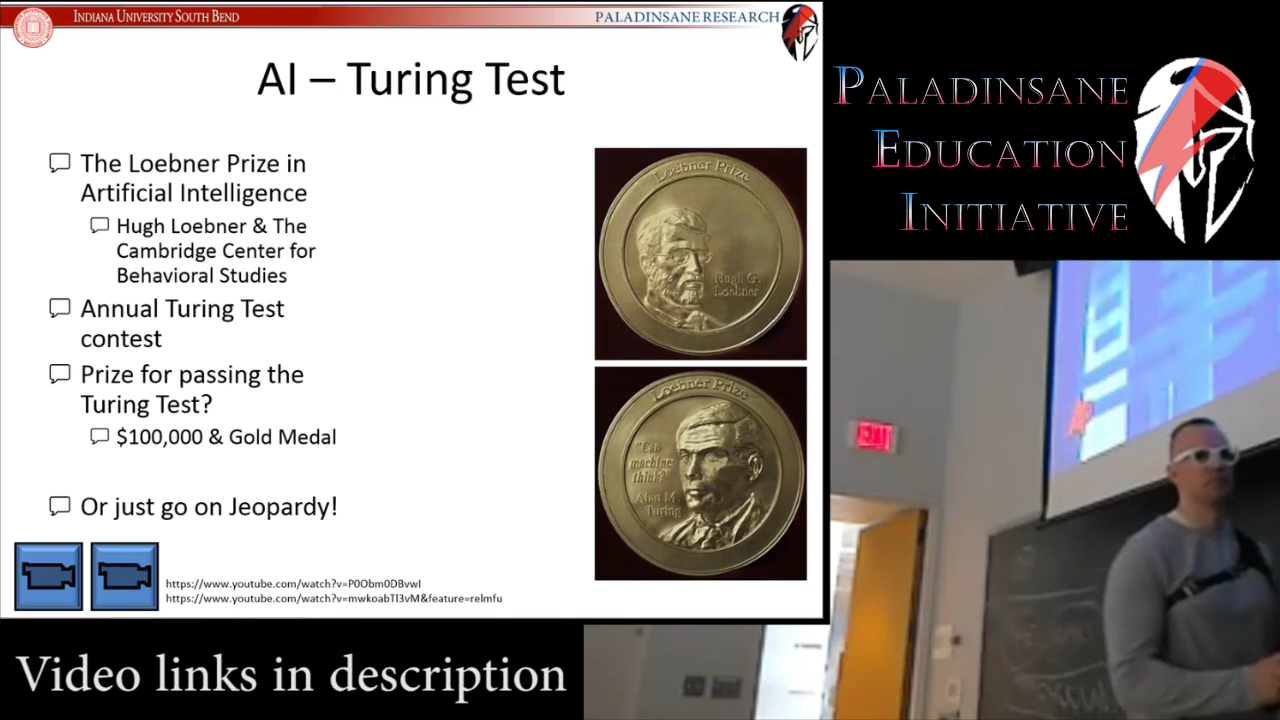 INDIANA UNIVERSITY SOUTH BEND
PALADINSANE RESEARCH
AI – Turing Test
The Loebner Prize in
Artificial Intelligence
Hugh Loebner & The
Cambridge Center for
Behavioral Studies
Annual Turing Test
contest
Prize for passing the
Turing Test?
$100,000 & Gold Medal
Or just go on Jeopardy!
https://www.youtube.com/watch?v=P0Obm0DBvwI
https://www.youtube.com/watch?v=mwkoabTl3vM&feature=relmfu
Loebner Prize
Hugh G.
Loebner
Loebner Prize
"Can
machines
think?"
Alan M.
Turing
PALADINSANE
EDUCATION
INITIATIVE
EXIT
Video links in description